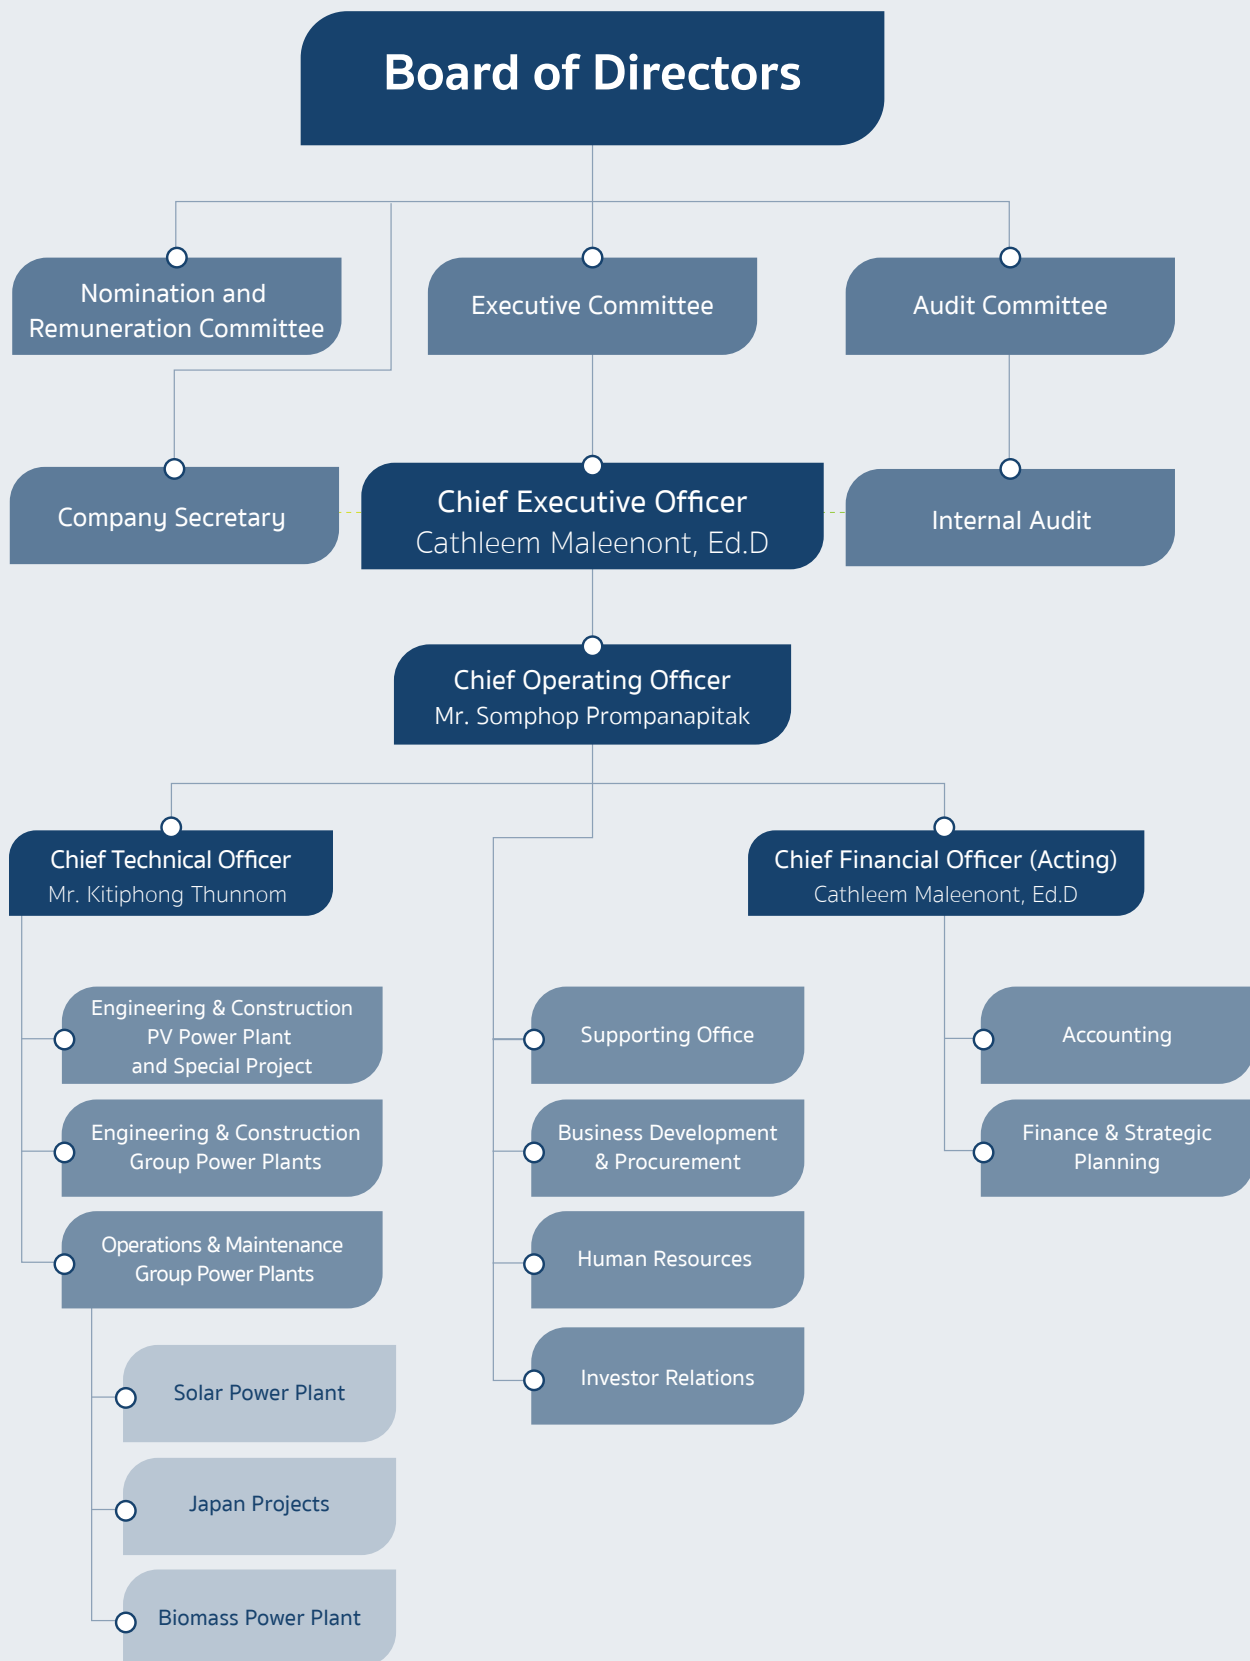 Board of Directors
Nomination and
Remuneration Committee
Executive Committee
Audit Committee
Company Secretary
Chief Executive Officer
Cathleem Maleenont, Ed.D
Internal Audit
Chief Operating Officer
Mr. Somphop Prompanapitak
Chief Technical Officer
Mr. Kitiphong Thunnom
Chief Financial Officer (Acting)
Cathleem Maleenont, Ed.D
Engineering & Construction
PV Power Plant
and Special Project
Engineering & Construction
Group Power Plants
Operations & Maintenance
Group Power Plants
Solar Power Plant
Japan Projects
Biomass Power Plant
Supporting Office
Business Development
& Procurement
Human Resources
Investor Relations
Accounting
Finance & Strategic
Planning